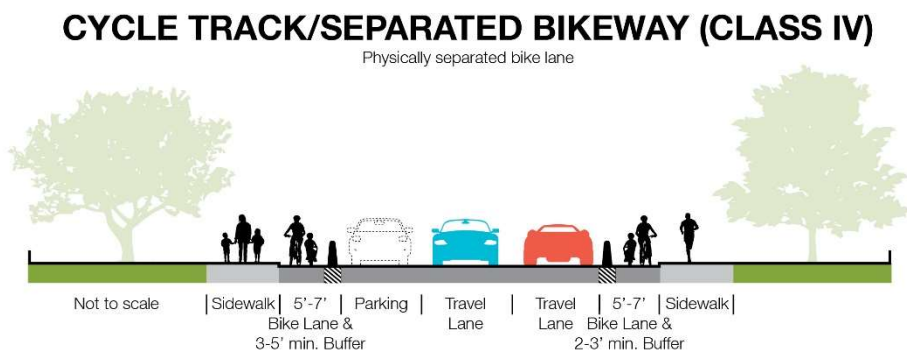 CYCLE TRACK/SEPARATED BIKEWAY (CLASS IV)
Physically separated bike lane
Not to scale
Sidewalk
5'-7'
Bike Lane &
3-5' min. Buffer
Parking
Travel
Lane
Travel
Lane
5'-7'
Bike Lane &
2-3' min. Buffer
Sidewalk